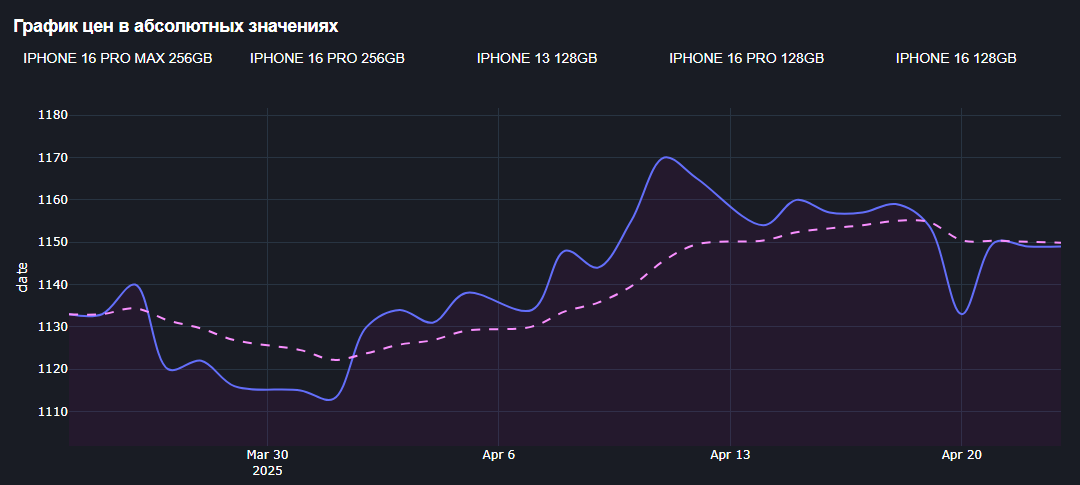 График цен в абсолютных значениях
IPHONE 16 PRO MAX 256GB IPHONE 16 PRO 256GB IPHONE 13 128GB IPHONE 16 PRO 128GB IPHONE 16 128GB
1180
1170
1160
1150
1140
1130
1120
1110
date
Mar 30 Apr 6 Apr 13 Apr 20
2025